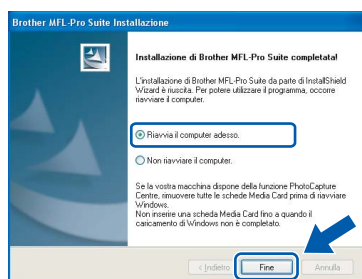 Brother MFL-Pro Suite Installazione
Installazione di Brother MFL-Pro Suite completata!
L'installazione di Brother MFL-Pro Suite da parte di InstallShield
Wizard è riuscita. Per potere utilizzare il programma, occorre
riavviare il computer.
Riavvia il computer adesso.
Non riavviare il computer.
Se la vostra macchina dispone della funzione PhotoCapture
Centre, rimuovere tutte le schede Media Card prima di riavviare
Windows.
Non inserire una scheda Media Card fino a quando il
caricamento di Windows non è completato.
< Indietro
Fine
Annulla